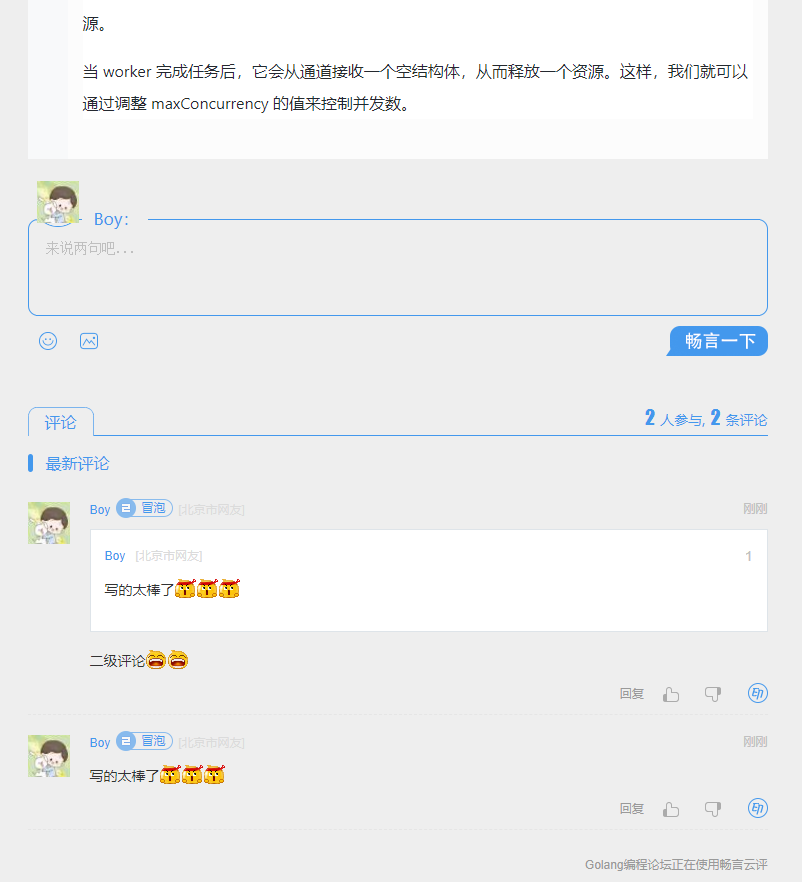 源。
当 worker 完成任务后，它会从通道接收一个空结构体，从而释放一个资源。这样，我们就可以
通过调整 maxConcurrency 的值来控制并发数。
Boy：
来说两句吧...
畅言一下
评论
2 人参与, 2 条评论
最新评论
Boy 2 冒泡 [北京市网友] 刚刚
Boy [北京市网友] 1
写的太棒了
二级评论
回复 印
Boy 2 冒泡 [北京市网友] 刚刚
写的太棒了
回复 印
Golang编程论坛正在使用畅言云评